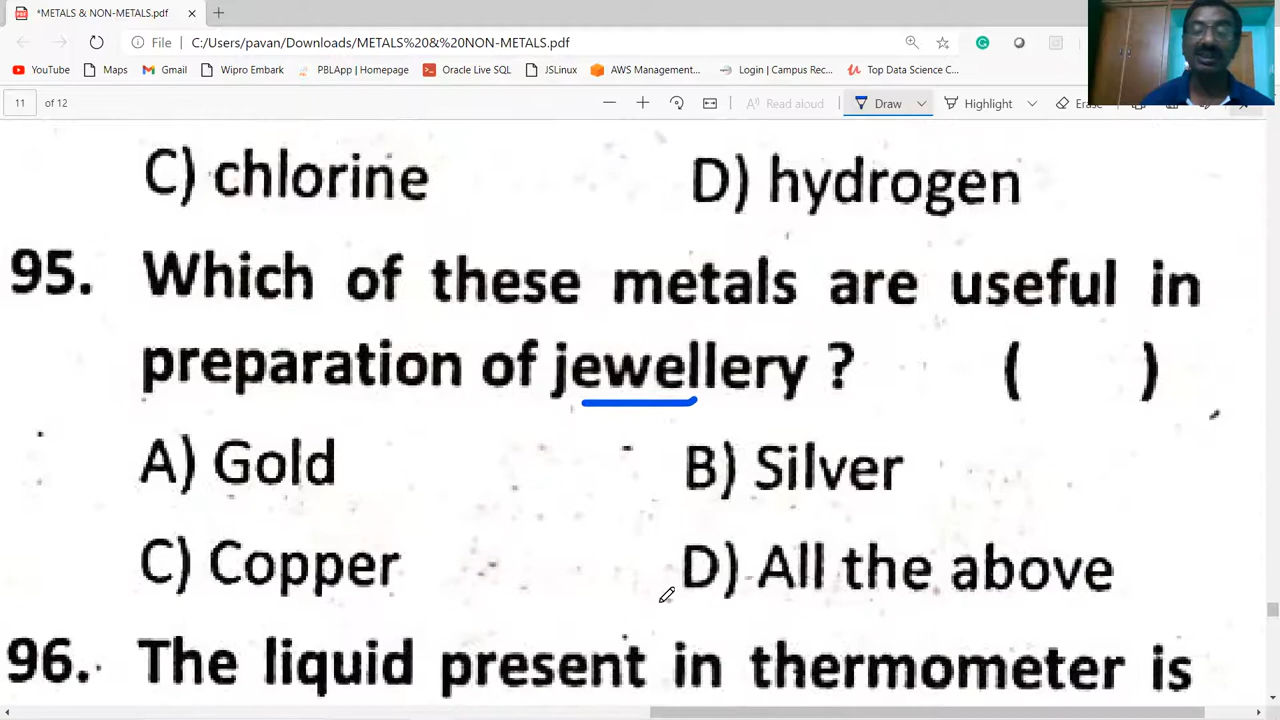 *METALS & NON-METALS.pdf
File C:/Users/pavan/Downloads/METALS%20&%20NON-METALS.pdf
YouTube Maps Gmail Wipro Embark PBLApp | Homepage Oracle Live SQL JSLinux AWS Management... Login | Campus Rec... Top Data Science C...
11 of 12 Read aloud Draw Highlight Erase
C) chlorine D) hydrogen
95. Which of these metals are useful in
preparation of jewellery ? ( )
A) Gold B) Silver
C) Copper D) All the above
96. The liquid present in thermometer is